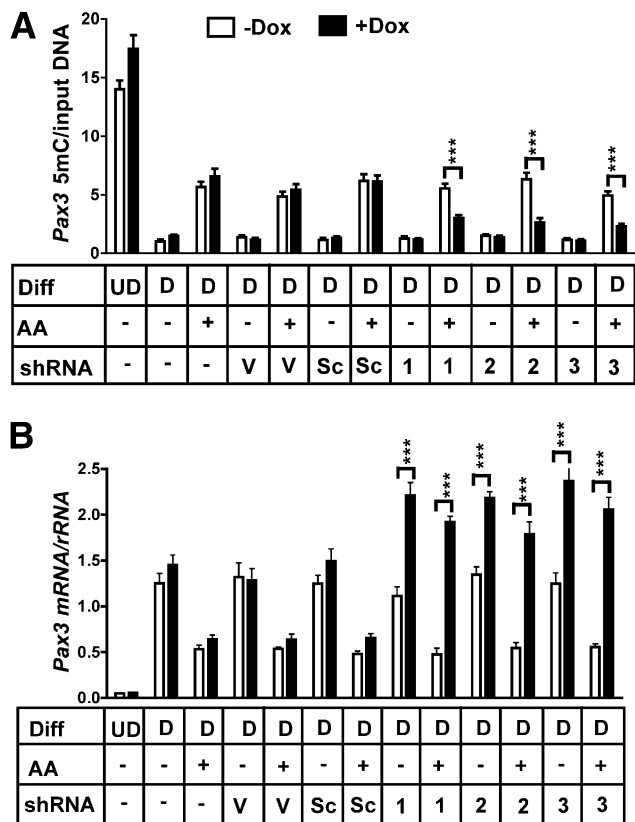 A
-Dox +Dox
Pax3 5mC/input DNA
20
15
10
5
0
*** *** ***
Diff UD D D D D D D D D D D D D
AA - - + - + - + - + - + - +
shRNA - - - V V Sc Sc 1 1 2 2 3 3
B
Pax3 mRNA/rRNA
2.5
2.0
1.5
1.0
0.5
0.0
*** *** *** *** *** ***
Diff UD D D D D D D D D D D D D
AA - - + - + - + - + - + - +
shRNA - - - V V Sc Sc 1 1 2 2 3 3